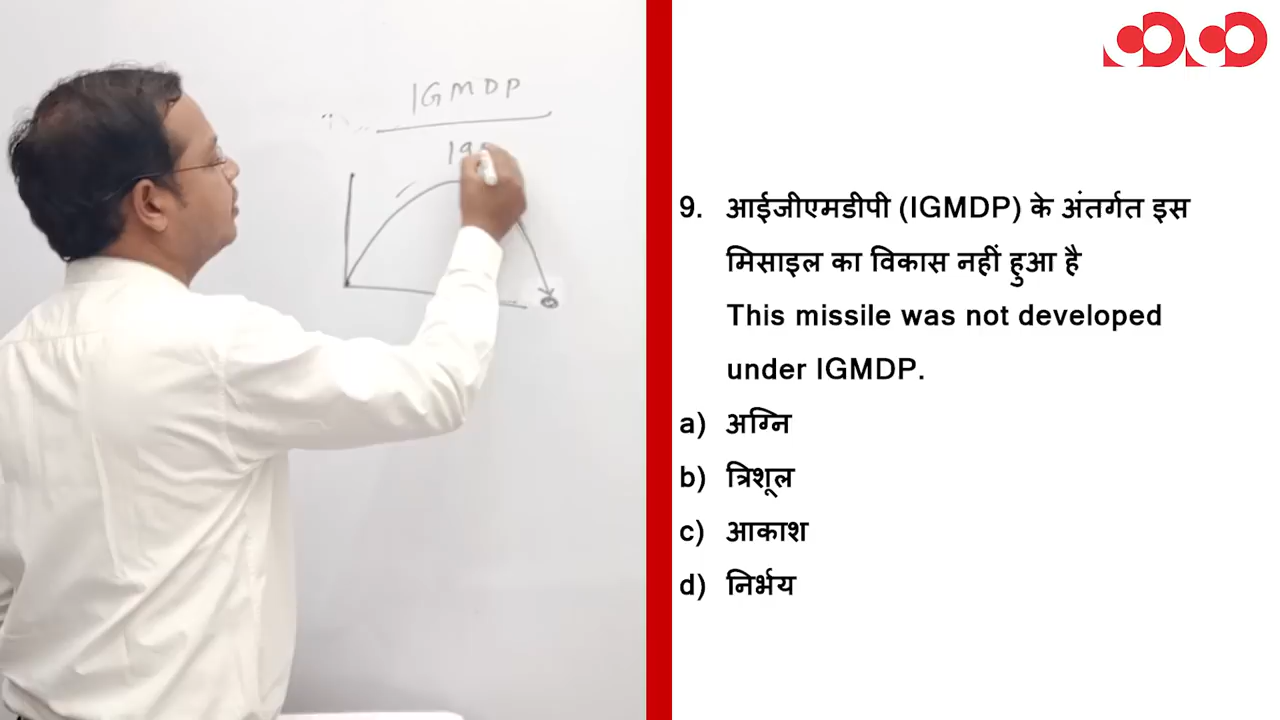 IGMDP
9. आईजीएमडीपी (IGMDP) के अंतर्गत इस
मिसाइल का विकास नहीं हुआ है
This missile was not developed
under IGMDP.
a) अग्नि
b) त्रिशूल
c) आकाश
d) निर्भय